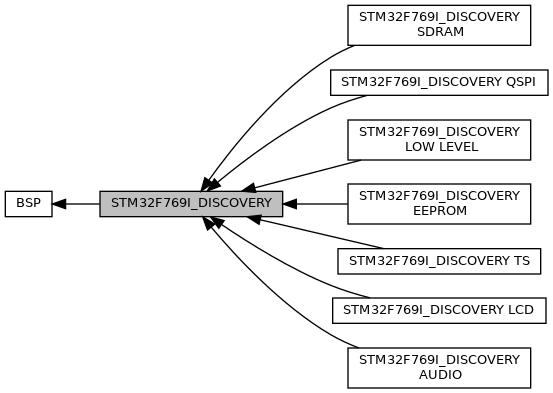 STM32F769I_DISCOVERY
SDRAM
STM32F769I_DISCOVERY QSPI
STM32F769I_DISCOVERY
LOW LEVEL
BSP
STM32F769I_DISCOVERY
STM32F769I_DISCOVERY
EEPROM
STM32F769I_DISCOVERY TS
STM32F769I_DISCOVERY LCD
STM32F769I_DISCOVERY
AUDIO